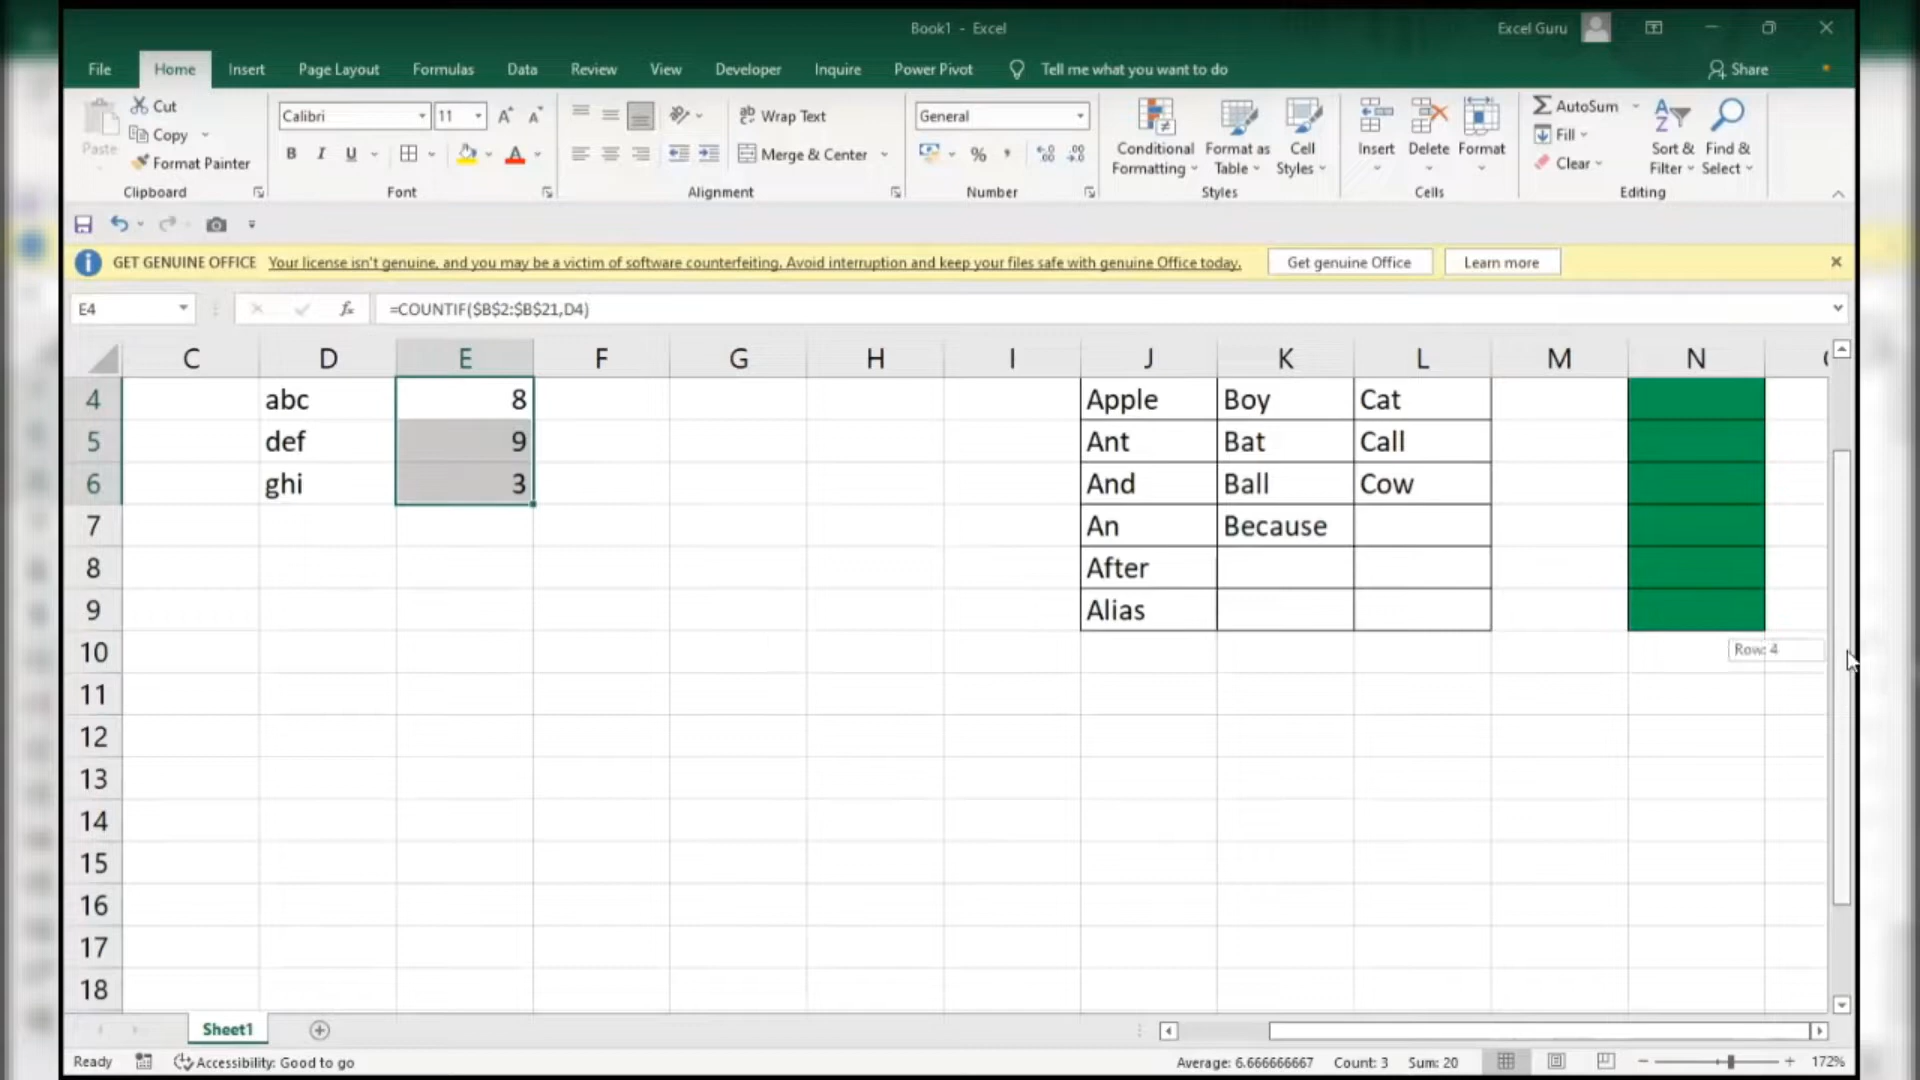 Book1 - Excel
Excel Guru
File Home Insert Page Layout Formulas Data Review View Developer Inquire Power Pivot Tell me what you want to do Share
Paste
Cut
Copy
Format Painter
Clipboard
Calibri 11
B I U
Font
Wrap Text
Merge & Center
Alignment
General
%
Number
Conditional Formatting
Format as Table
Cell Styles
Styles
Insert Delete Format
Cells
AutoSum
Fill
Clear
Sort & Filter
Find & Select
Editing
GET GENUINE OFFICE Your license isn't genuine, and you may be a victim of software counterfeiting. Avoid interruption and keep your files safe with genuine Office today. Get genuine Office Learn more
E4 fx =COUNTIF($B$2:$B$21,D4)
C D E F G H I J K L M N
4 abc 8 Apple Boy Cat
5 def 9 Ant Bat Call
6 ghi 3 And Ball Cow
7 An Because
8 After
9 Alias
10 Row: 4
11
12
13
14
15
16
17
18
Sheet1
Ready Accessibility: Good to go Average: 6.666666667 Count: 3 Sum: 20 172%